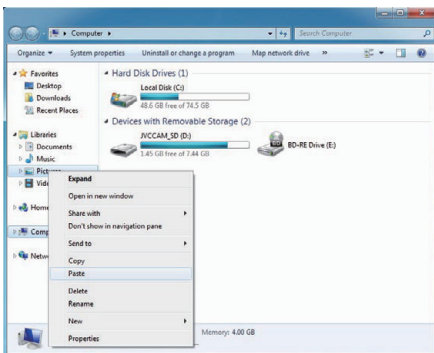 Computer
Search Computer
Organize
System properties
Uninstall or change a program
Map network drive
»
Favorites
Desktop
Downloads
Recent Places
Libraries
Documents
Music
Pictures
Vide
Home
Comp
Netw
Hard Disk Drives (1)
Local Disk (C:)
48.6 GB free of 74.5 GB
Devices with Removable Storage (2)
JVCCAM_SD (D:)
1.45 GB free of 7.44 GB
BD-RE Drive (E:)
Expand
Open in new window
Share with
Don't show in navigation pane
Send to
Copy
Paste
Delete
Rename
New
Properties
Memory: 4.00 GB